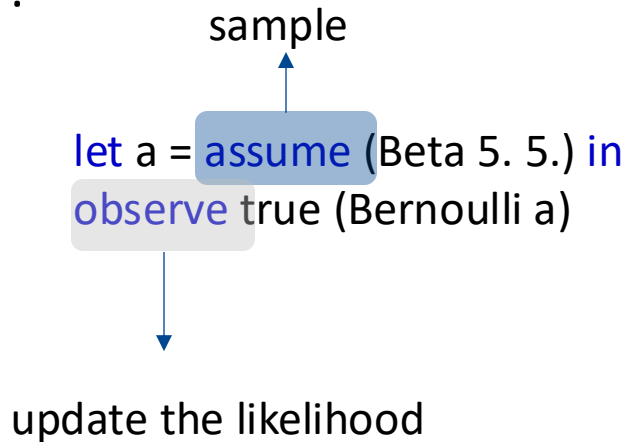 .
sample
let a = assume (Beta 5. 5.) in
observe true (Bernoulli a)
update the likelihood